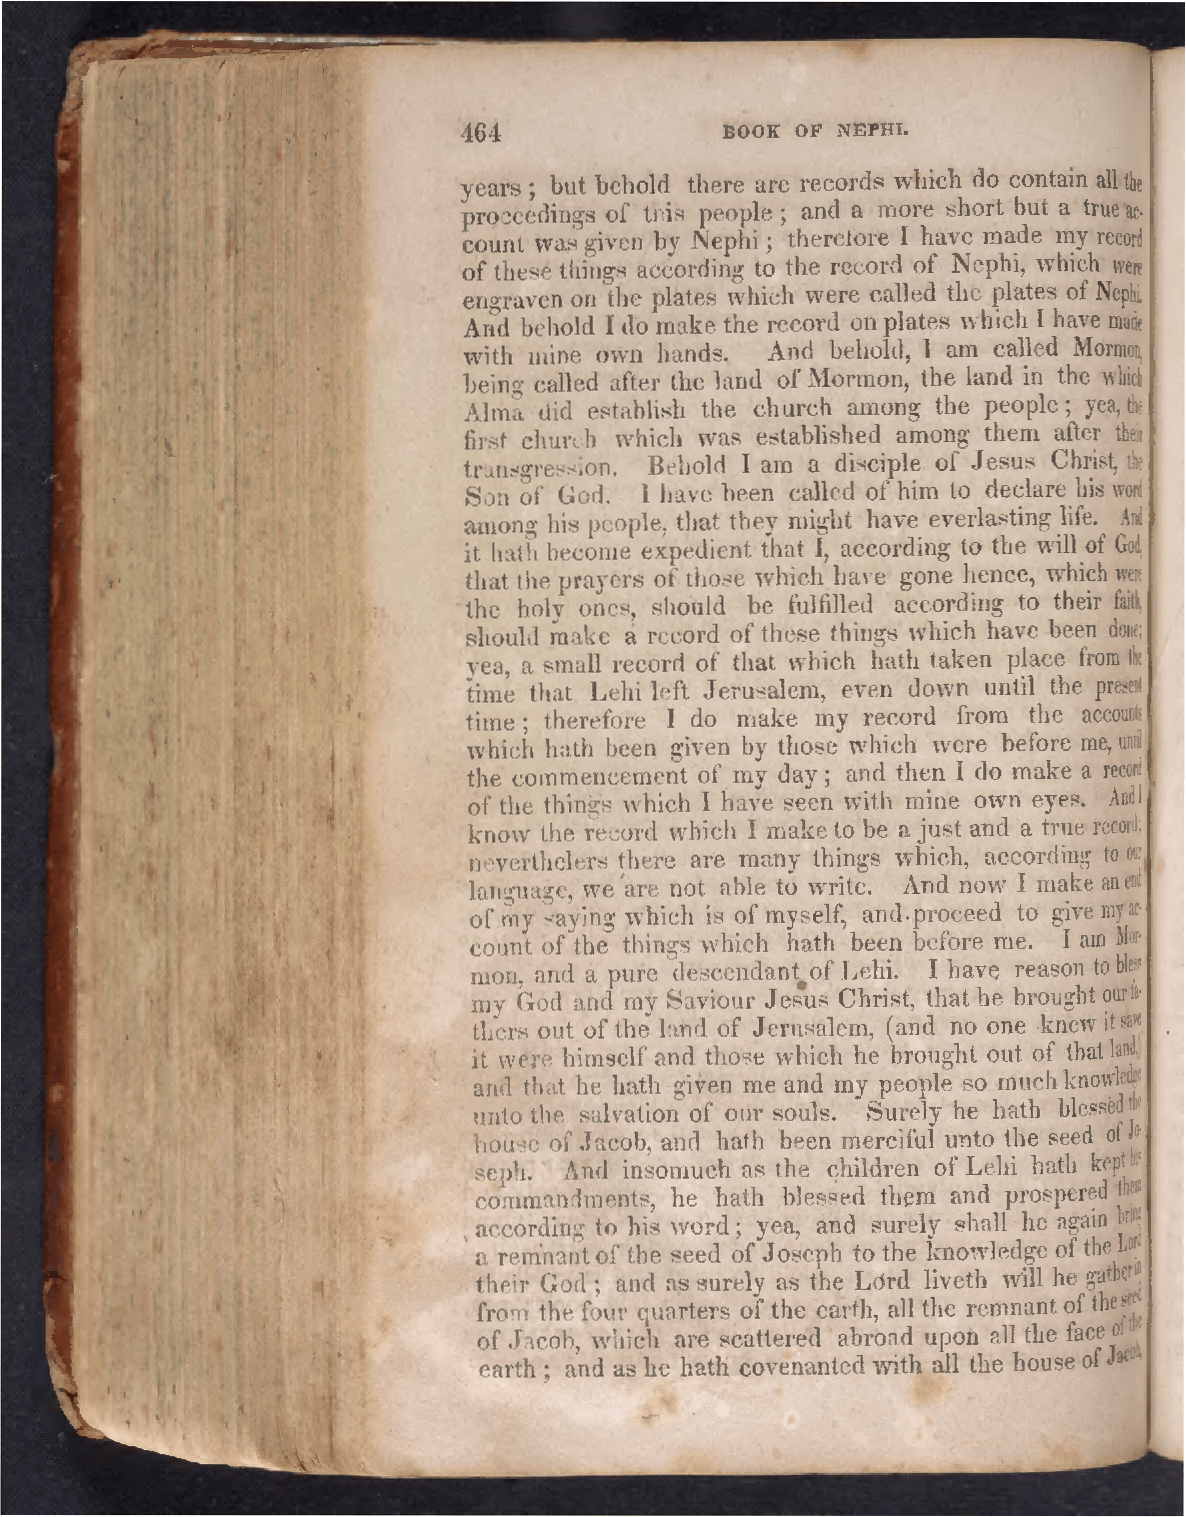 464 BOOK OF NEPHI.
years ; but behold there are records which do contain all the
proceedings of this people ; and a more short but a true ac-
count was given by Nephi ; therefore I have made my record
of these things according to the record of Nephi, which were
engraven on the plates which were called the plates of Nephi.
And behold I do make the record on plates which I have made
with mine own hands. And behold, I am called Mormon,
being called after the land of Mormon, the land in the which
Alma did establish the church among the people ; yea, the
first church which was established among them after their
transgression. Behold I am a disciple of Jesus Christ, the
Son of God. I have been called of him to declare his word
among his people, that they might have everlasting life. And
it hath become expedient that I, according to the will of God,
that the prayers of those which have gone hence, which were
the holy ones, should be fulfilled according to their faith,
should make a record of these things which have been done;
yea, a small record of that which hath taken place from the
time that Lehi left Jerusalem, even down until the present
time ; therefore I do make my record from the accounts
which hath been given by those which were before me, until
the commencement of my day ; and then I do make a record
of the things which I have seen with mine own eyes. And I
know the record which I make to be a just and a true record;
neverthelers there are many things which, according to our
language, we are not able to write. And now I make an end
of my saying which is of myself, and proceed to give my ac-
count of the things which hath been before me. I am Mor-
mon, and a pure descendant of Lehi. I have reason to bless
my God and my Saviour Jesus Christ, that he brought our fa-
thers out of the land of Jerusalem, (and no one knew it save
it were himself and those which he brought out of that land,)
and that he hath given me and my people so much knowledge
unto the salvation of our souls. Surely he hath blessed the
house of Jacob, and hath been merciful unto the seed of Jo-
seph. And insomuch as the children of Lehi hath kept his
commandments, he hath blessed them and prospered them
according to his word ; yea, and surely shall he again bring
a remnant of the seed of Joseph to the knowledge of the Lord
their God ; and as surely as the Lord liveth will he gather in
from the four quarters of the earth, all the remnant of the seed
of Jacob, which are scattered abroad upon all the face of the
earth ; and as he hath covenanted with all the house of Jacob,